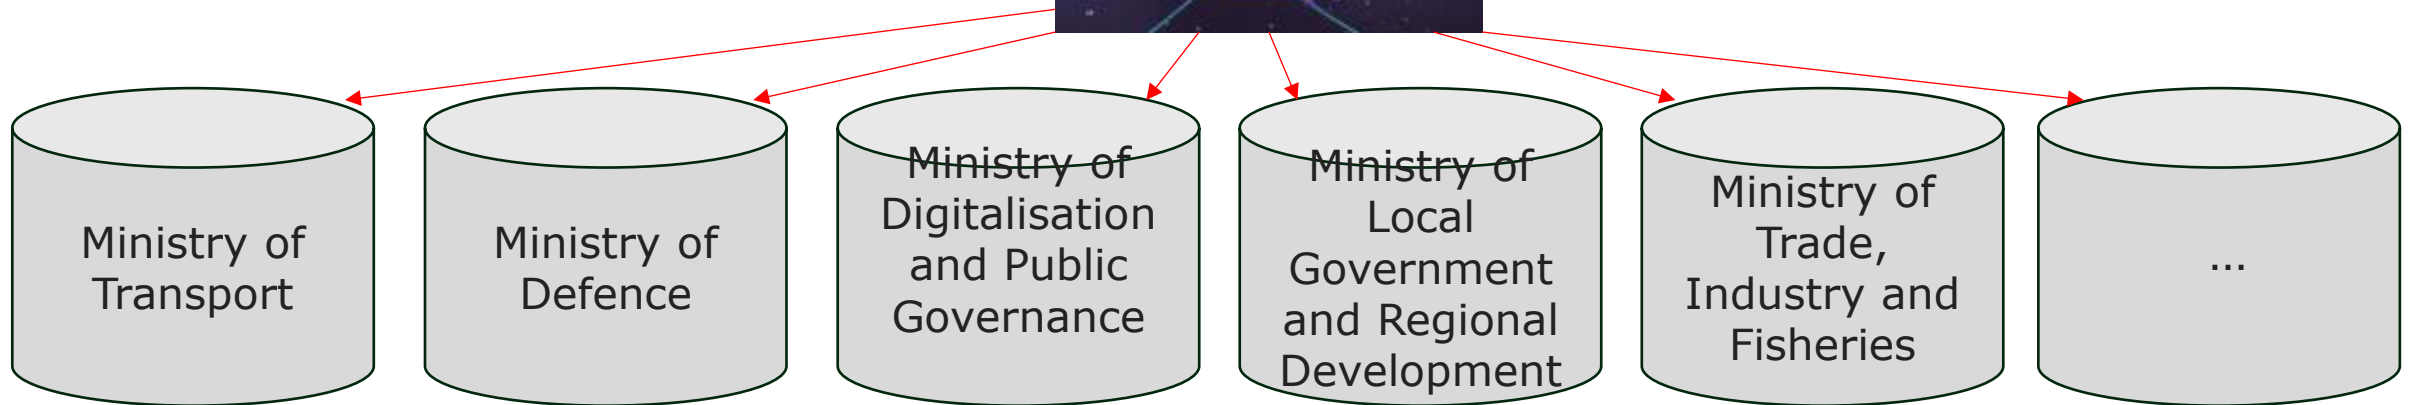 Ministry of
Transport
Ministry of
Defence
Ministry of
Digitalisation
and Public
Governance
Ministry of
Local
Government
and Regional
Development
Ministry of
Trade,
Industry and
Fisheries
...